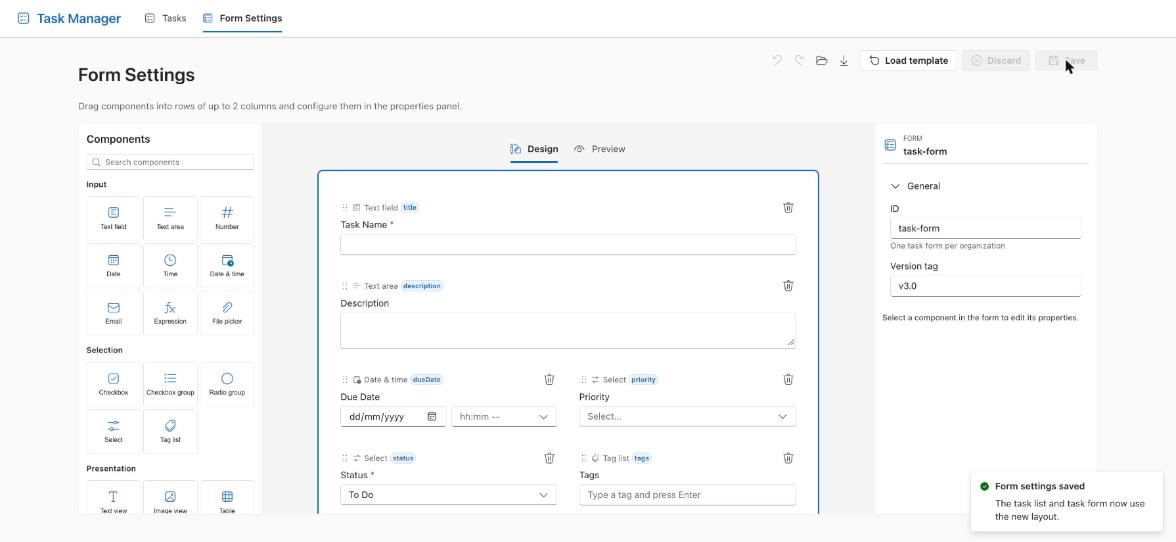 Task Manager
Tasks
Form Settings
Form Settings
Load template
Discard
Drag components into rows of up to 2 columns and configure them in the properties panel.
Components
Search components
Input
Text field
Text area
Number
Date
Time
Date & time
Email
fx
Expression
File picker
Selection
Checkbox
Checkbox group
Radio group
Select
Tag list
Presentation
Text view
Image view
Table
Design
Preview
Text field title
Task Name *
Text area description
Description
Date & time dueDate
Select priority
Due Date
Priority
dd/mm/yyyy
hh:mm --
Select...
Select status
Tag list tags
Status *
Tags
To Do
Type a tag and press Enter
FORM
task-form
General
ID
task-form
One task form per organization
Version tag
v3.0
Select a component in the form to edit its properties.
Form settings saved
The task list and task form now use
the new layout.